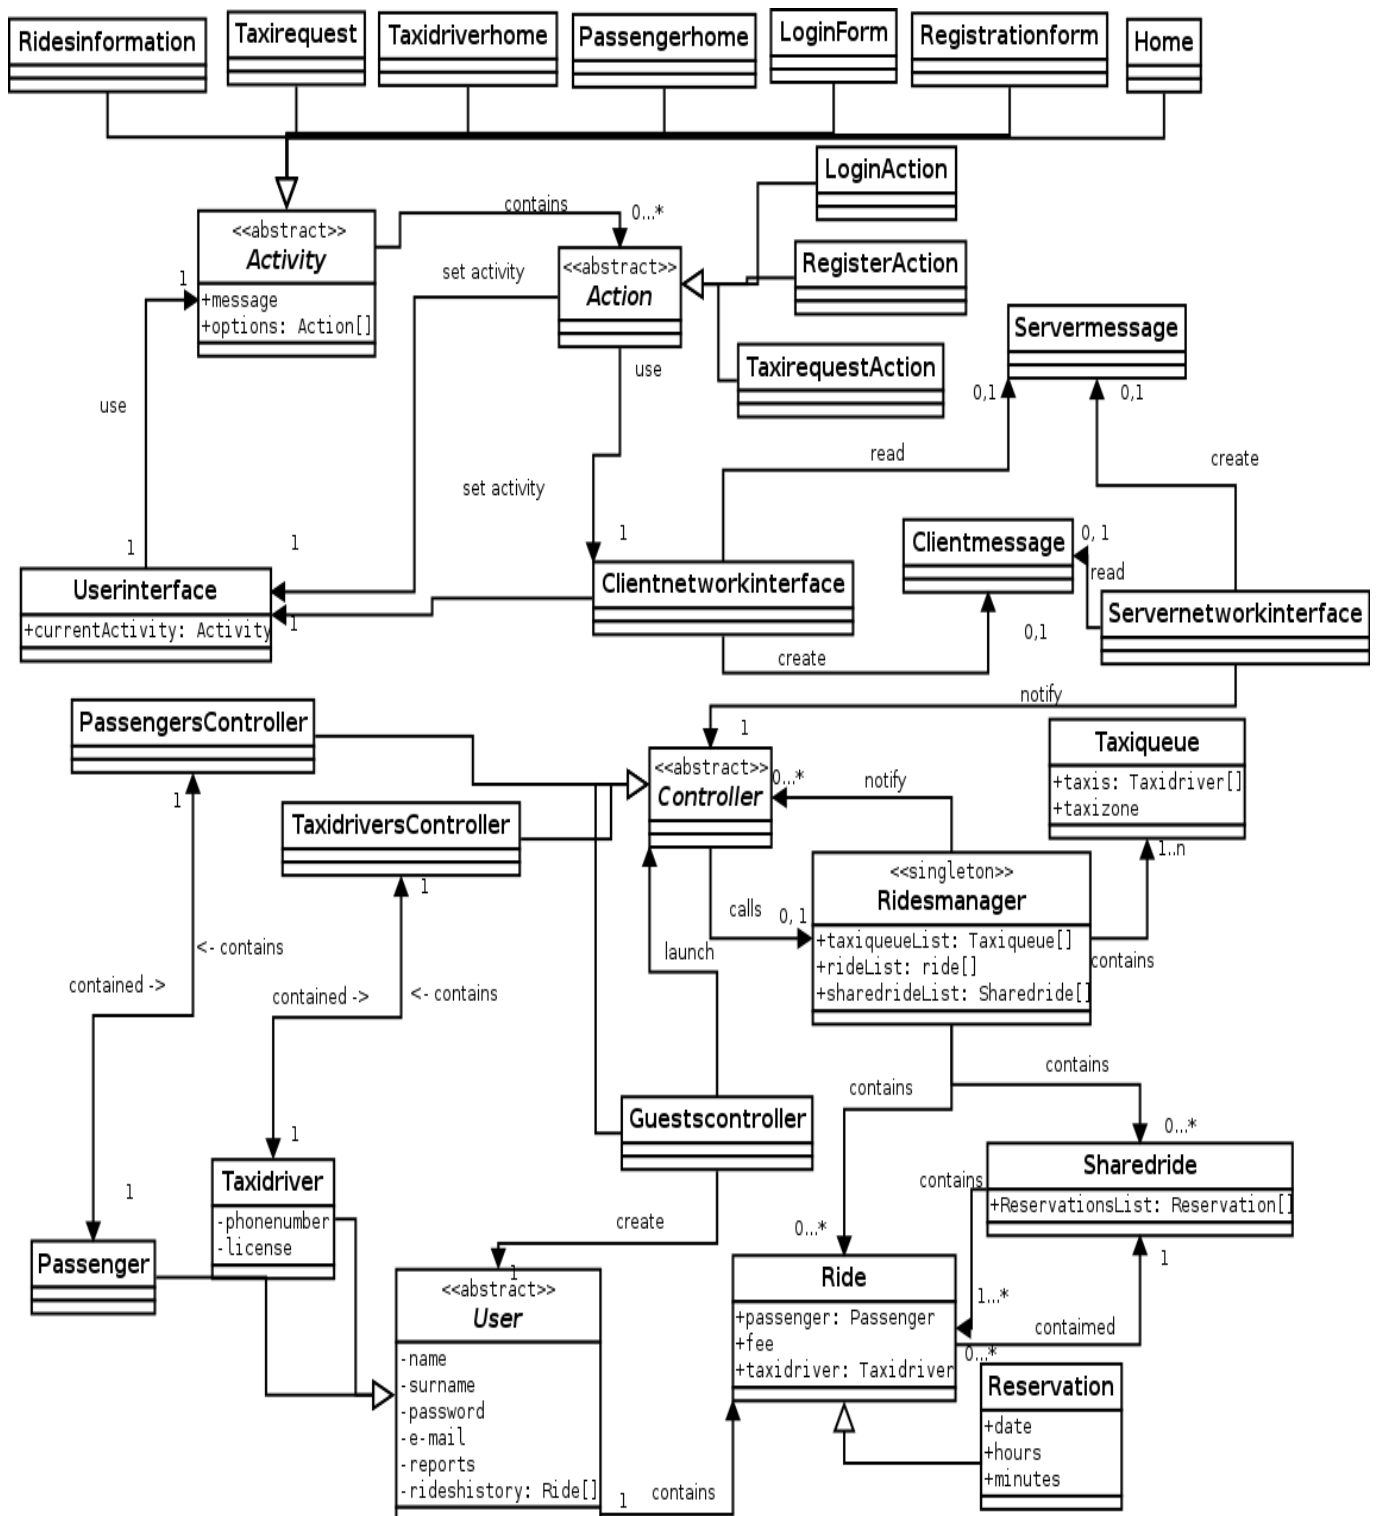 Ridesinformation
Taxirequest
Taxidriverhome
Passengerhome
LoginForm
Registrationform
Home
LoginAction
contains
0...*
<<abstract>>
Activity
+message
+options: Action[]
1
set activity
<<abstract>>
Action
RegisterAction
Servermessage
TaxirequestAction
use
use
0,1
0,1
read
create
set activity
1
1
1
Clientmessage
0, 1
read
Userinterface
+currentActivity: Activity
1
Clientnetworkinterface
Servernetworkinterface
0,1
create
notify
PassengersController
1
Taxiqueue
+taxis: Taxidriver[]
+taxizone
<<abstract>>
Controller
0...*
notify
1
TaxidriversController
1..n
1
<<singleton>>
Ridesmanager
+taxiqueueList: Taxiqueue[]
+rideList: ride[]
+sharedrideList: Sharedride[]
calls
0, 1
<- contains
launch
contains
contained ->
contained ->
<- contains
contains
contains
Guestscontroller
0...*
1
1
Taxidriver
-phonenumber
-license
Sharedride
+ReservationsList: Reservation[]
contains
create
0...*
1
Passenger
1
<<abstract>>
User
-name
-surname
-password
-e-mail
-reports
-rideshistory: Ride[]
Ride
+passenger: Passenger
+fee
+taxidriver: Taxidriver
1...*
contaimed
0...*
Reservation
+date
+hours
+minutes
1
contains